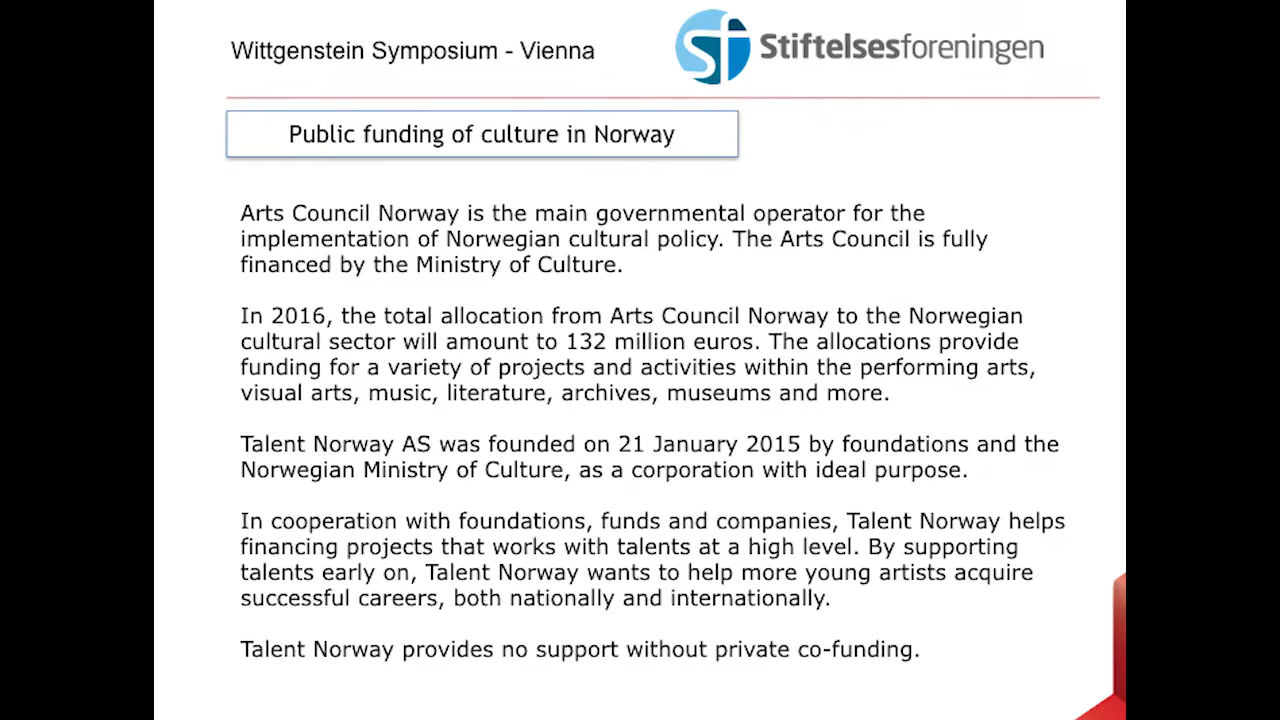 Wittgenstein Symposium - Vienna
sf Stiftelsesforeningen
Public funding of culture in Norway
Arts Council Norway is the main governmental operator for the
implementation of Norwegian cultural policy. The Arts Council is fully
financed by the Ministry of Culture.
In 2016, the total allocation from Arts Council Norway to the Norwegian
cultural sector will amount to 132 million euros. The allocations provide
funding for a variety of projects and activities within the performing arts,
visual arts, music, literature, archives, museums and more.
Talent Norway AS was founded on 21 January 2015 by foundations and the
Norwegian Ministry of Culture, as a corporation with ideal purpose.
In cooperation with foundations, funds and companies, Talent Norway helps
financing projects that works with talents at a high level. By supporting
talents early on, Talent Norway wants to help more young artists acquire
successful careers, both nationally and internationally.
Talent Norway provides no support without private co-funding.